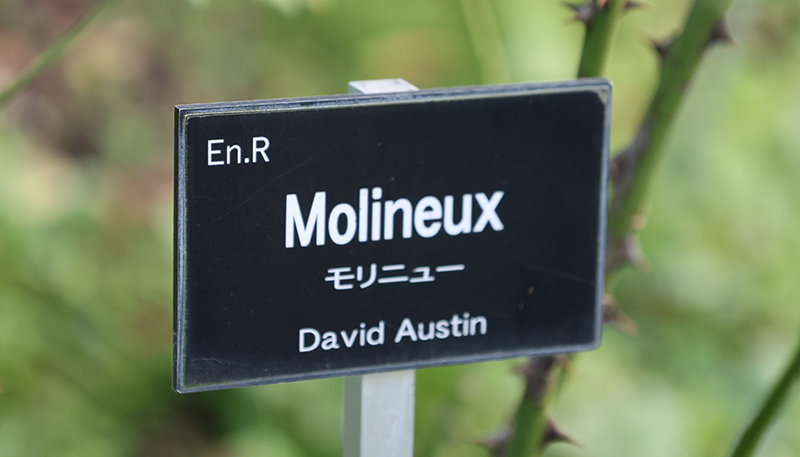 En.R
Molineux
モリニュー
David Austin